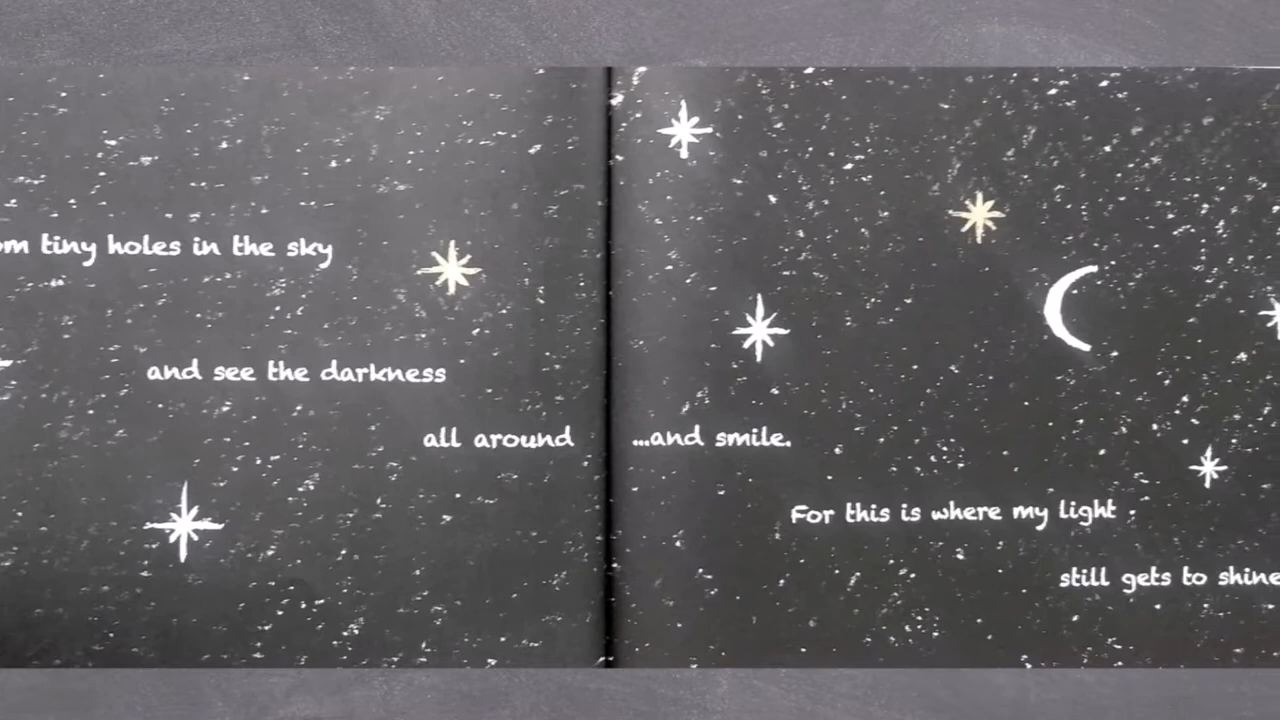 om tiny holes in the sky
and see the darkness
all around
...and smile.
For this is where my light
still gets to shine